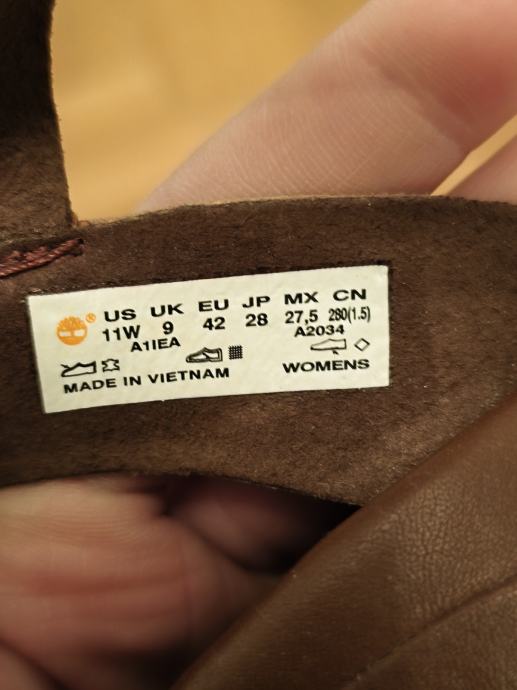 US UK EU JP MX CN
11W 9 42 28 27,5 280(1.5)
A11EA A2034
MADE IN VIETNAM WOMENS